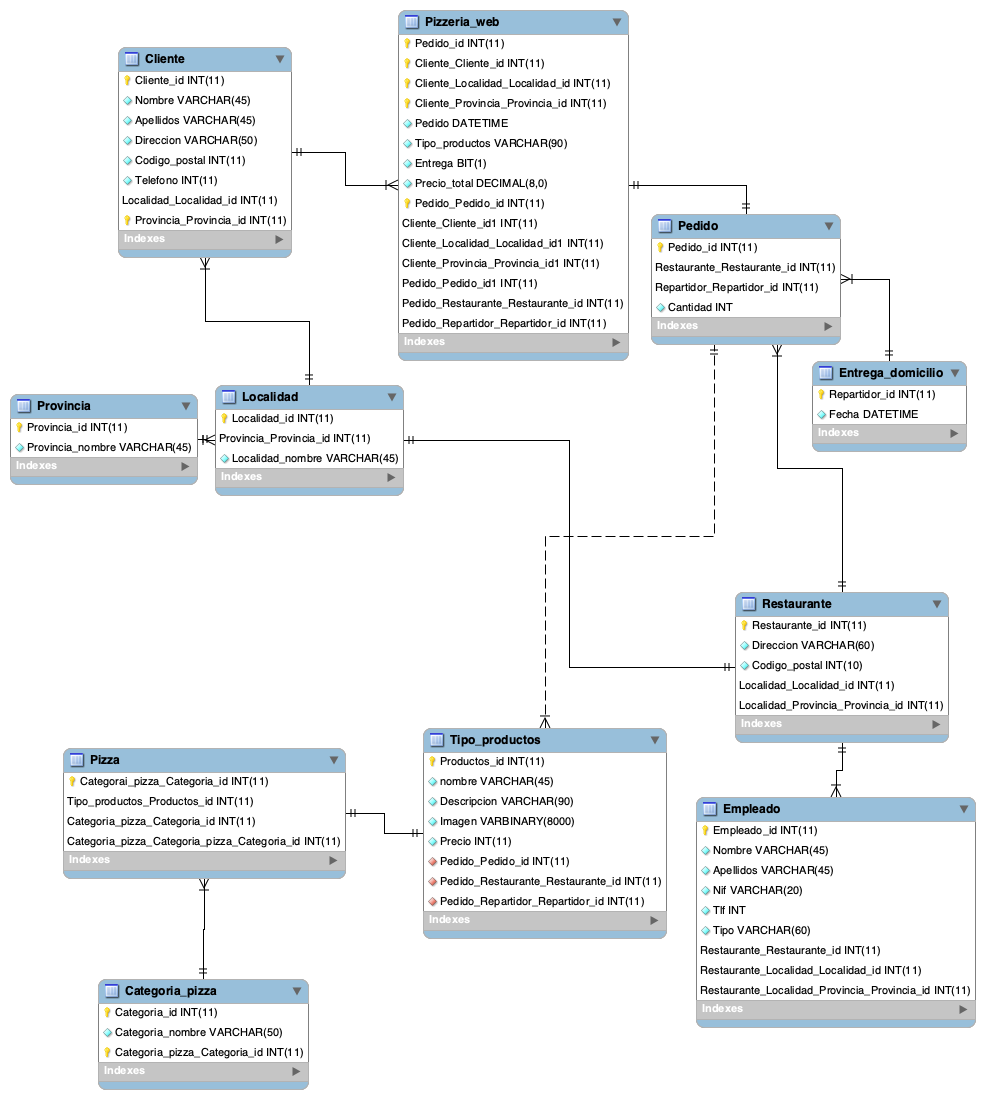 Pizzeria_web
Pedido_id INT(11)
Cliente_Cliente_id INT(11)
Cliente_Localidad_Localidad_id INT(11)
Cliente_Provincia_Provincia_id INT(11)
Pedido DATETIME
Tipo_productos VARCHAR(90)
Entrega BIT(1)
Precio_total DECIMAL(8,0)
Pedido_Pedido_id INT(11)
Cliente_Cliente_id1 INT(11)
Cliente_Localidad_Localidad_id1 INT(11)
Cliente_Provincia_Provincia_id1 INT(11)
Pedido_Pedido_id1 INT(11)
Pedido_Restaurante_Restaurante_id INT(11)
Pedido_Repartidor_Repartidor_id INT(11)
Indexes
Cliente
Cliente_id INT(11)
Nombre VARCHAR(45)
Apellidos VARCHAR(45)
Direccion VARCHAR(50)
Codigo_postal INT(11)
Telefono INT(11)
Localidad_Localidad_id INT(11)
Provincia_Provincia_id INT(11)
Indexes
Pedido
Pedido_id INT(11)
Restaurante_Restaurante_id INT(11)
Repartidor_Repartidor_id INT(11)
Cantidad INT
Indexes
Entrega_domicilio
Repartidor_id INT(11)
Fecha DATETIME
Indexes
Provincia
Provincia_id INT(11)
Provincia_nombre VARCHAR(45)
Indexes
Localidad
Localidad_id INT(11)
Provincia_Provincia_id INT(11)
Localidad_nombre VARCHAR(45)
Indexes
Restaurante
Restaurante_id INT(11)
Direccion VARCHAR(60)
Codigo_postal INT(10)
Localidad_Localidad_id INT(11)
Localidad_Provincia_Provincia_id INT(11)
Indexes
Tipo_productos
Productos_id INT(11)
nombre VARCHAR(45)
Descripcion VARCHAR(90)
Imagen VARBINARY(8000)
Precio INT(11)
Pedido_Pedido_id INT(11)
Pedido_Restaurante_Restaurante_id INT(11)
Pedido_Repartidor_Repartidor_id INT(11)
Indexes
Pizza
Categorai_pizza_Categoria_id INT(11)
Tipo_productos_Productos_id INT(11)
Categoria_pizza_Categoria_id INT(11)
Categoria_pizza_Categoria_pizza_Categoria_id INT(11)
Indexes
Empleado
Empleado_id INT(11)
Nombre VARCHAR(45)
Apellidos VARCHAR(45)
Nif VARCHAR(20)
Tlf INT
Tipo VARCHAR(60)
Restaurante_Restaurante_id INT(11)
Restaurante_Localidad_Localidad_id INT(11)
Restaurante_Localidad_Provincia_Provincia_id INT(11)
Indexes
Categoria_pizza
Categoria_id INT(11)
Categoria_nombre VARCHAR(50)
Categoria_pizza_Categoria_id INT(11)
Indexes